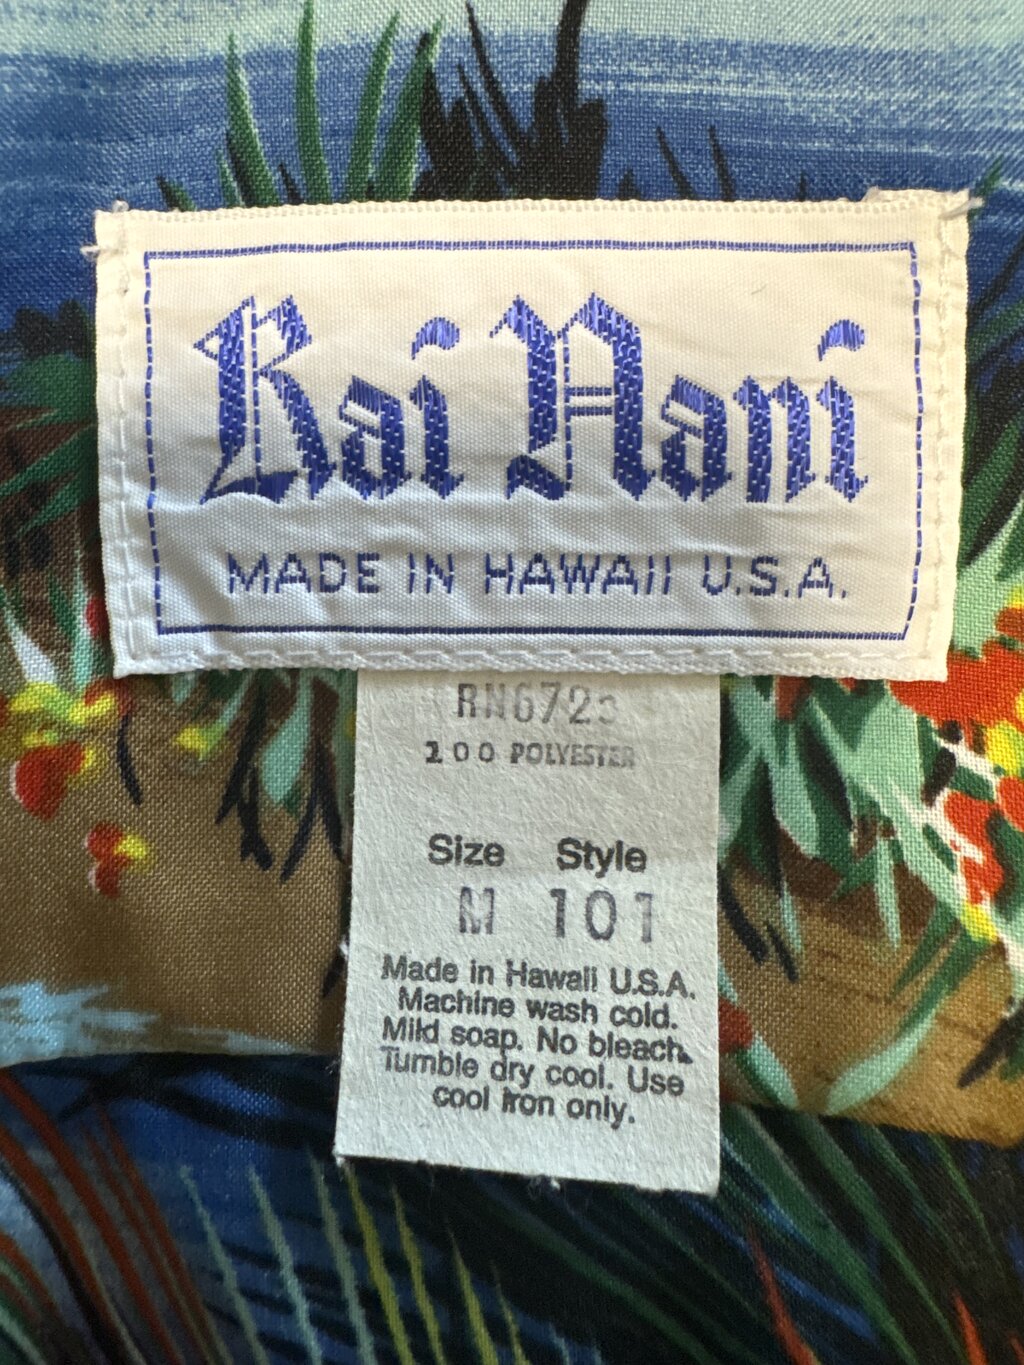 Kai Nani
MADE IN HAWAII U.S.A.
100 POLYESTER
Size Style
M 101
Made in Hawaii U.S.A.
Machine wash cold.
Mild soap. No bleach.
Tumble dry cool. Use
cool iron only.